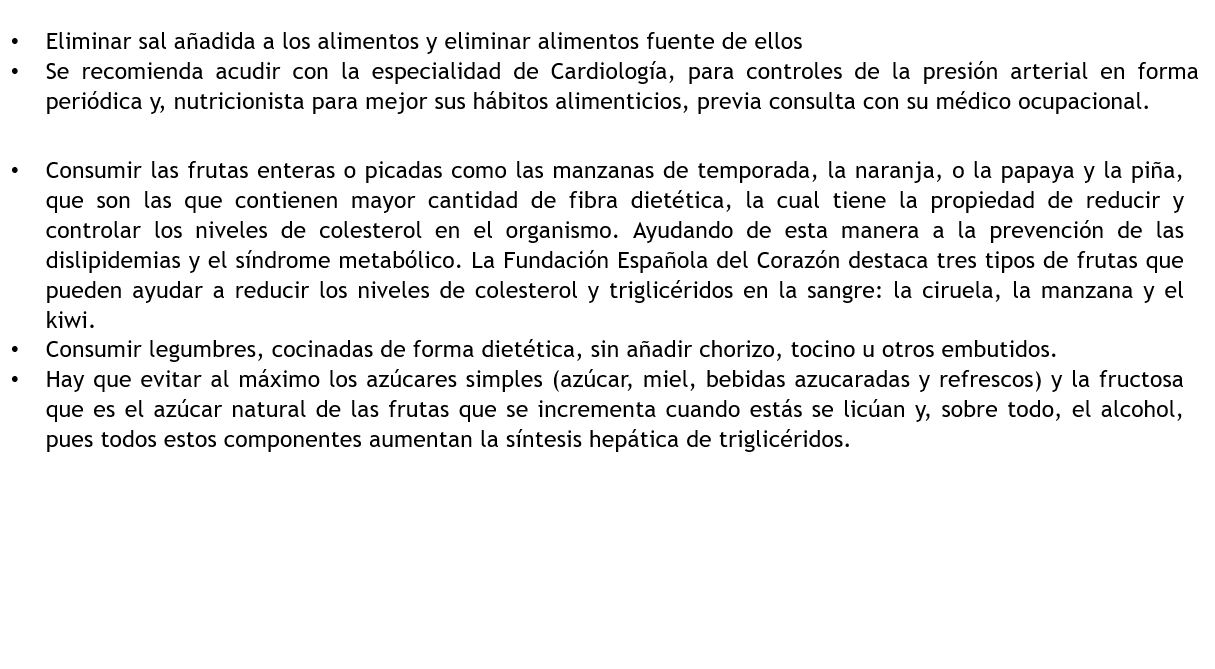 • Eliminar sal añadida a los alimentos y eliminar alimentos fuente de ellos
• Se recomienda acudir con la especialidad de Cardiología, para controles de la presión arterial en forma
periódica y, nutricionista para mejor sus hábitos alimenticios, previa consulta con su médico ocupacional.
• Consumir las frutas enteras o picadas como las manzanas de temporada, la naranja, o la papaya y la piña,
que son las que contienen mayor cantidad de fibra dietética, la cual tiene la propiedad de reducir y
controlar los niveles de colesterol en el organismo. Ayudando de esta manera a la prevención de las
dislipidemias y el síndrome metabólico. La Fundación Española del Corazón destaca tres tipos de frutas que
pueden ayudar a reducir los niveles de colesterol y triglicéridos en la sangre: la ciruela, la manzana y el
kiwi.
• Consumir legumbres, cocinadas de forma dietética, sin añadir chorizo, tocino u otros embutidos.
• Hay que evitar al máximo los azúcares simples (azúcar, miel, bebidas azucaradas y refrescos) y la fructosa
que es el azúcar natural de las frutas que se incrementa cuando estás se licúan y, sobre todo, el alcohol,
pues todos estos componentes aumentan la síntesis hepática de triglicéridos.